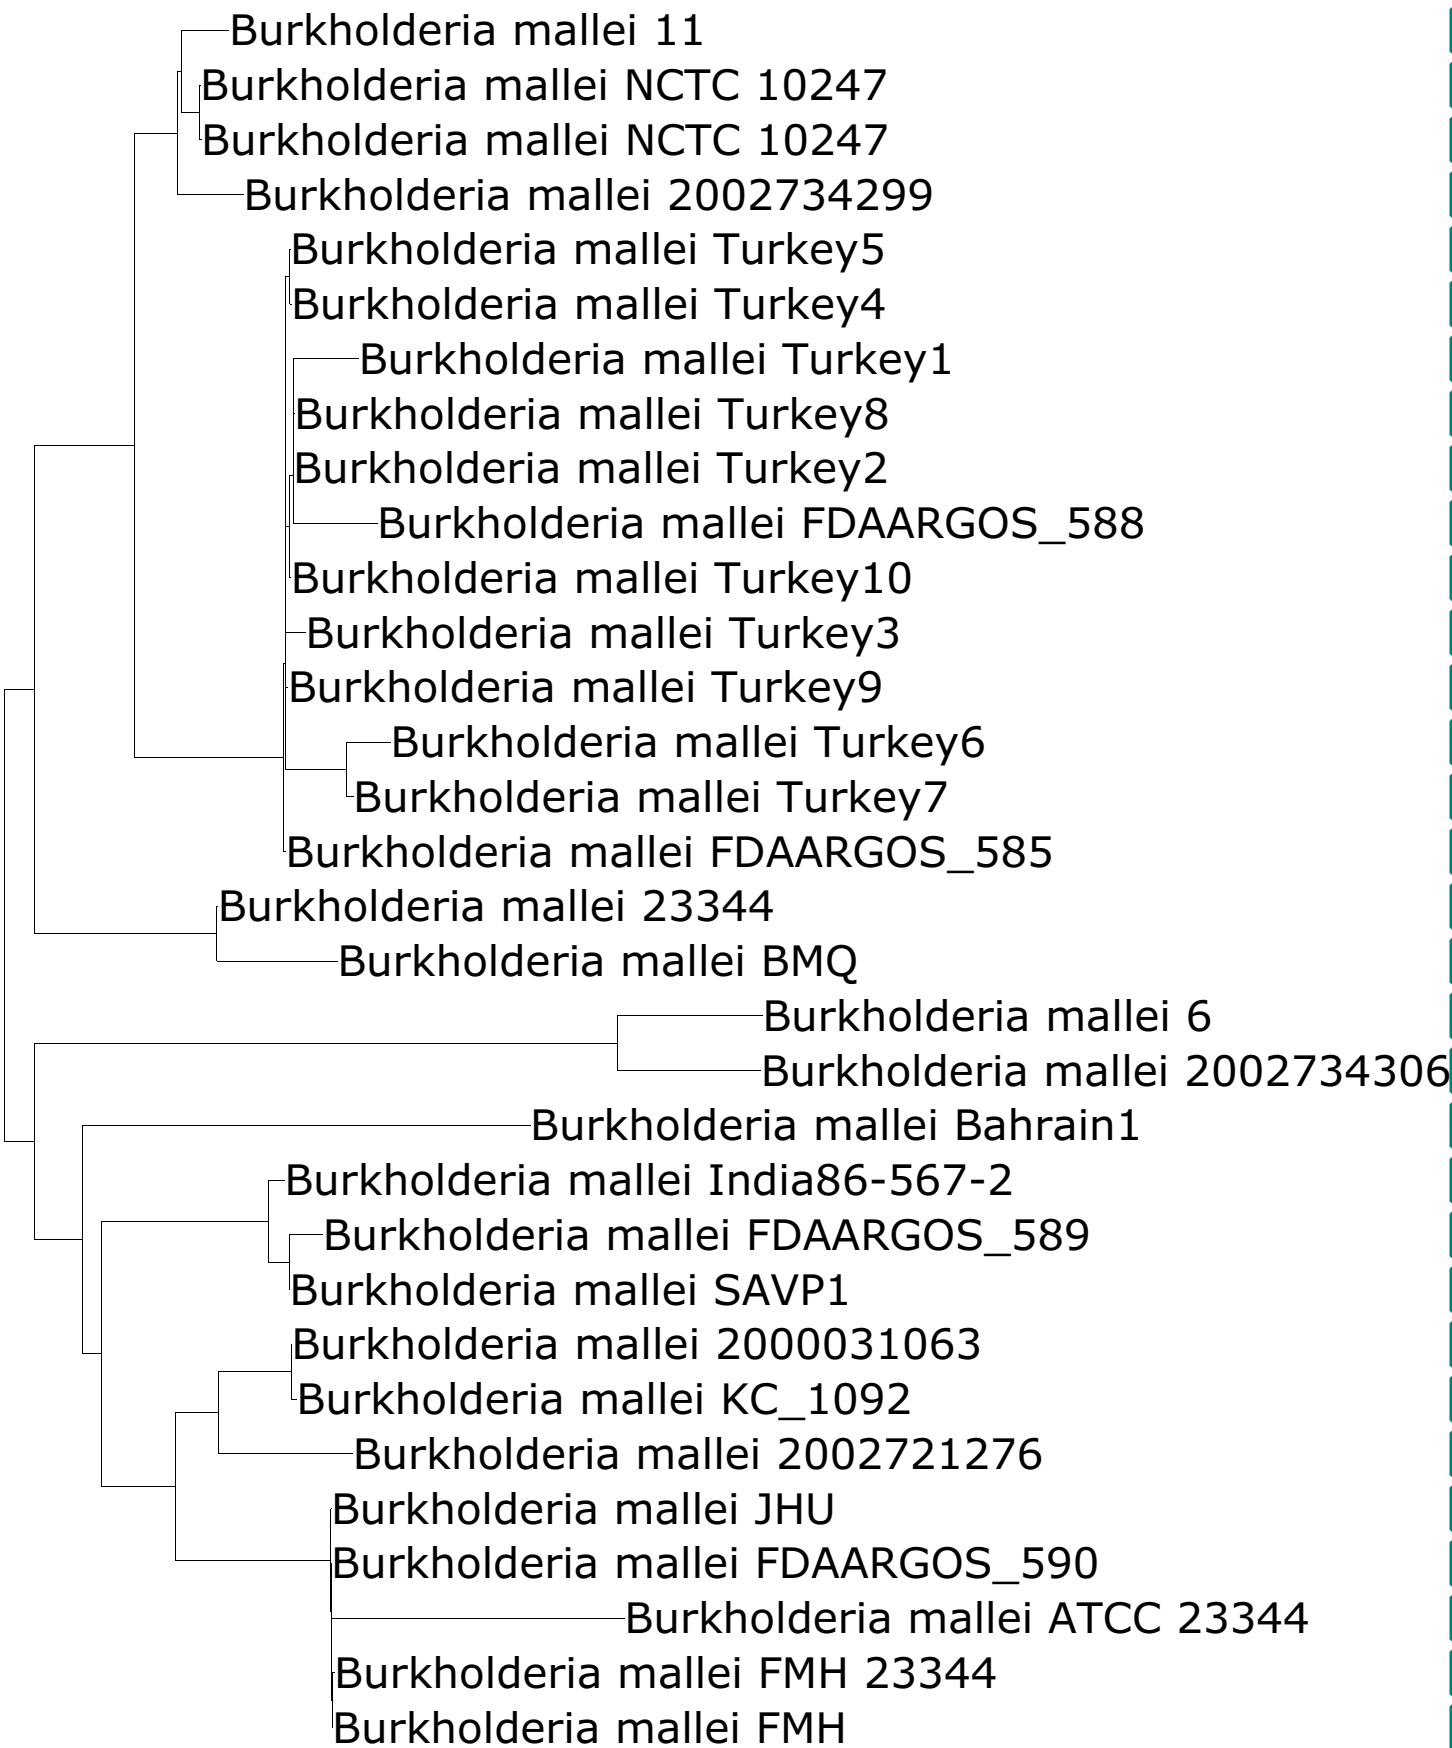 Burkholderia mallei 11
Burkholderia mallei NCTC 10247
Burkholderia mallei NCTC 10247
Burkholderia mallei 2002734299
Burkholderia mallei Turkey5
Burkholderia mallei Turkey4
Burkholderia mallei Turkey1
Burkholderia mallei Turkey8
Burkholderia mallei Turkey2
Burkholderia mallei FDAARGOS_588
Burkholderia mallei Turkey10
Burkholderia mallei Turkey3
Burkholderia mallei Turkey9
Burkholderia mallei Turkey6
Burkholderia mallei Turkey7
Burkholderia mallei FDAARGOS_585
Burkholderia mallei 23344
Burkholderia mallei BMQ
Burkholderia mallei 6
Burkholderia mallei 2002734306
Burkholderia mallei Bahrain1
Burkholderia mallei India86-567-2
Burkholderia mallei FDAARGOS_589
Burkholderia mallei SAVP1
Burkholderia mallei 2000031063
Burkholderia mallei KC_1092
Burkholderia mallei 2002721276
Burkholderia mallei JHU
Burkholderia mallei FDAARGOS_590
Burkholderia mallei ATCC 23344
Burkholderia mallei FMH 23344
Burkholderia mallei FMH